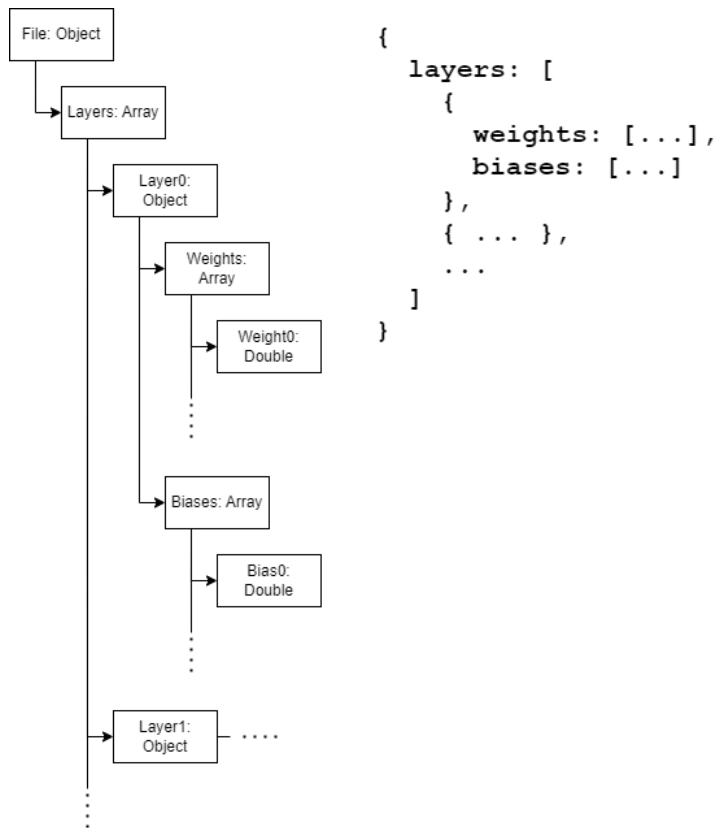 File: Object
Layers: Array
Layer0:
Object
Weights:
Array
Weight0:
Double
Biases: Array
Bias0:
Double
Layer1:
Object
{
layers: [
{
weights: [...],
biases: [...]
},
{ ... },
...
]
}